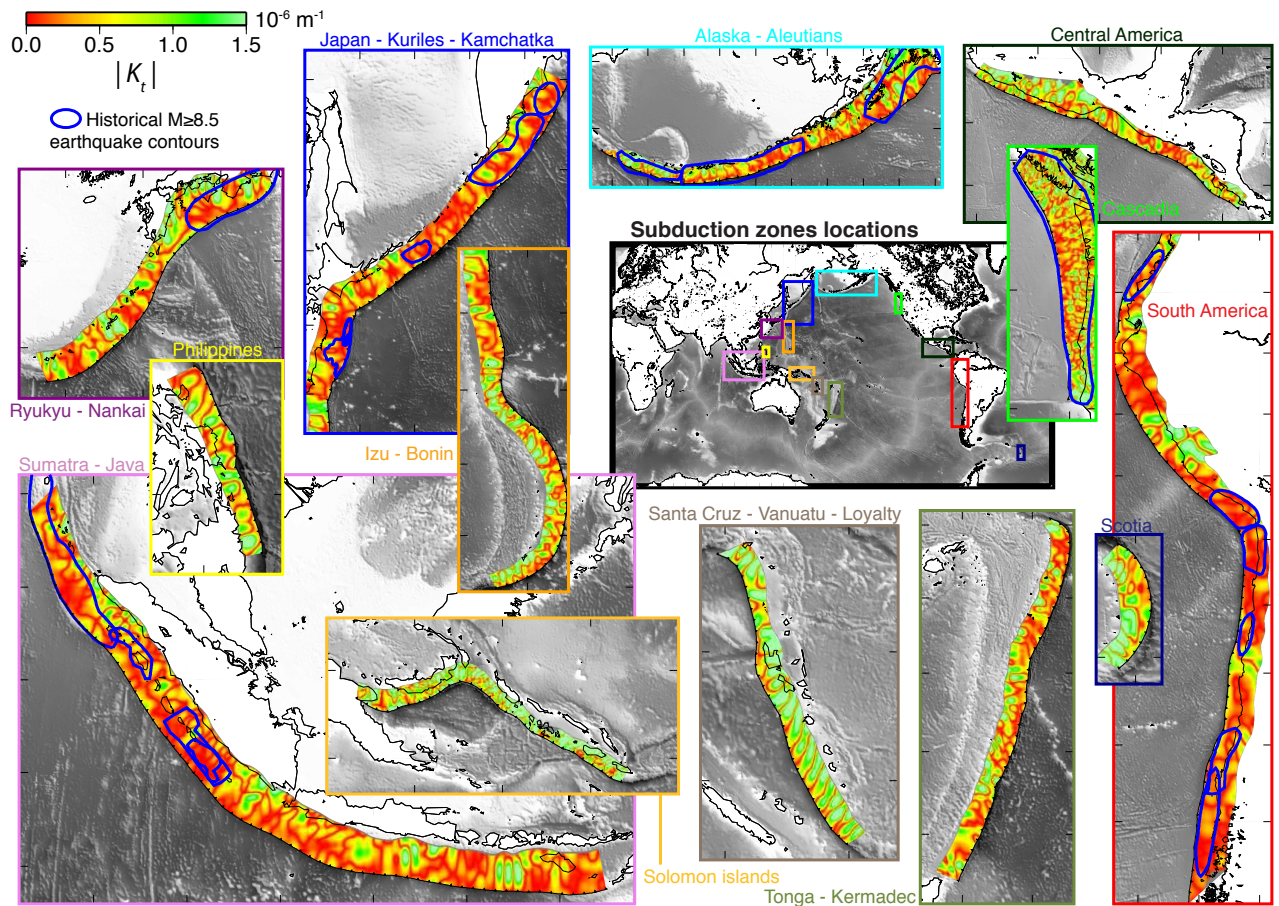 10⁻⁶ m⁻¹
0.0 0.5 1.0 1.5
|Kₜ|
Historical M≥8.5
earthquake contours
Japan - Kuriles - Kamchatka
Alaska - Aleutians
Central America
Cascadia
Subduction zones locations
South America
Philippines
Ryukyu - Nankai
Izu - Bonin
Sumatra - Java
Santa Cruz - Vanuatu - Loyalty
Scotia
Solomon islands
Tonga - Kermadec